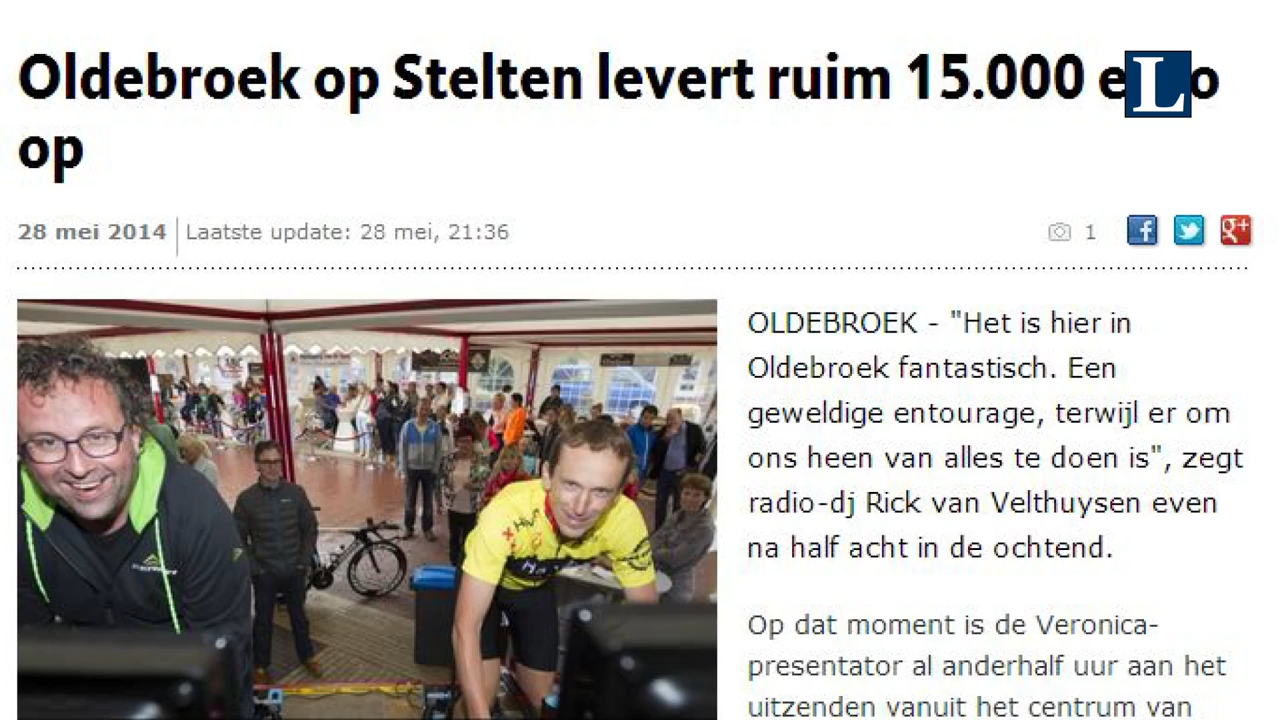 Oldebroek op Stelten levert ruim 15.000 e o
op
L
28 mei 2014 Laatste update: 28 mei, 21:36
1
f
g+
OLDEBROEK - "Het is hier in
Oldebroek fantastisch. Een
geweldige entourage, terwijl er om
ons heen van alles te doen is", zegt
radio-dj Rick van Velthuysen even
na half acht in de ochtend.
Op dat moment is de Veronica-
presentator al anderhalf uur aan het
uitzenden vanuit het centrum van